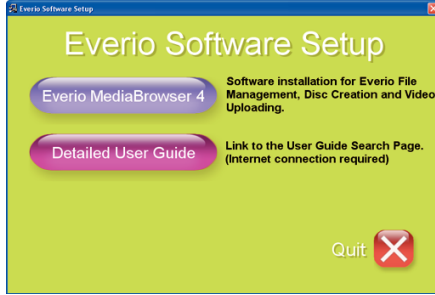 Everio Software Setup
Everio Software Setup
Everio MediaBrowser 4
Software installation for Everio File
Management, Disc Creation and Video
Uploading.
Detailed User Guide
Link to the User Guide Search Page.
(Internet connection required)
Quit